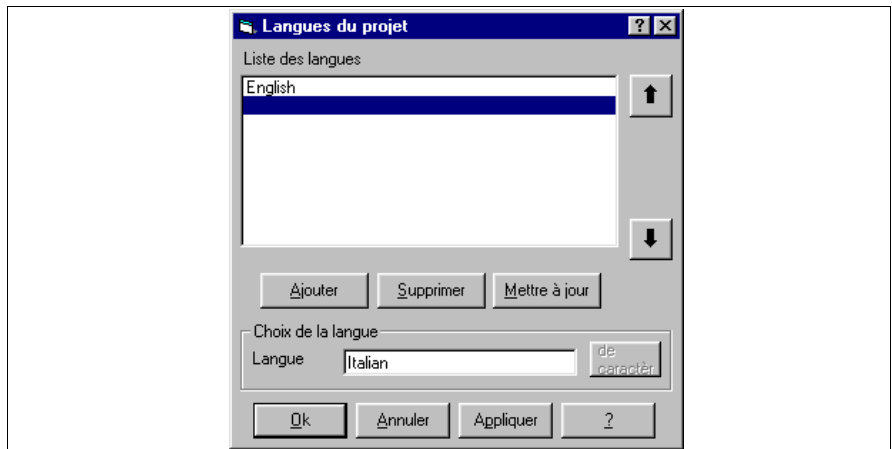 Langues du projet
Liste des langues
English
Ajouter Supprimer Mettre à jour
Choix de la langue
Langue Italian de
caractèr
Ok Annuler Appliquer ?